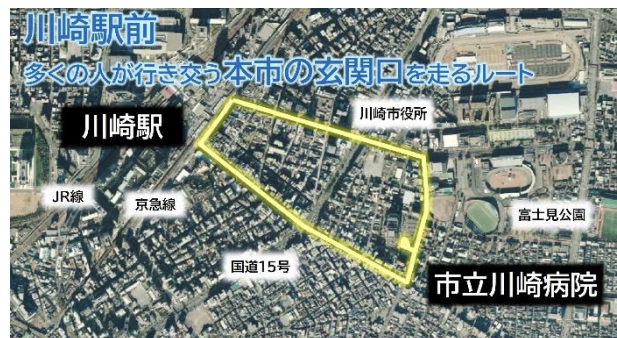 川崎駅前
多くの人が行き交う本市の玄関口を走るルート
川崎市役所
川崎駅
JR線
京急線
富士見公園
国道15号
市立川崎病院